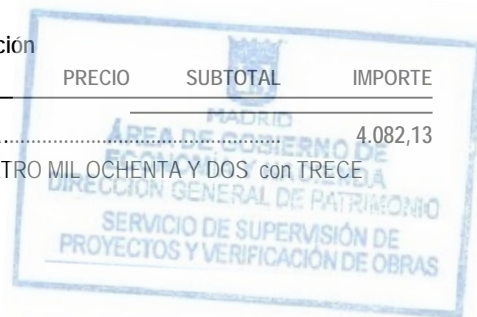 ción
PRECIO SUBTOTAL IMPORTE
MADRID
........................................................ 4.082,13
ÁREA DE GOBIERNO DE
TRO MIL OCHENTA Y DOS con TRECE
DIRECCIÓN GENERAL DE PATRIMONIO
SERVICIO DE SUPERVISIÓN DE
PROYECTOS Y VERIFICACIÓN DE OBRAS